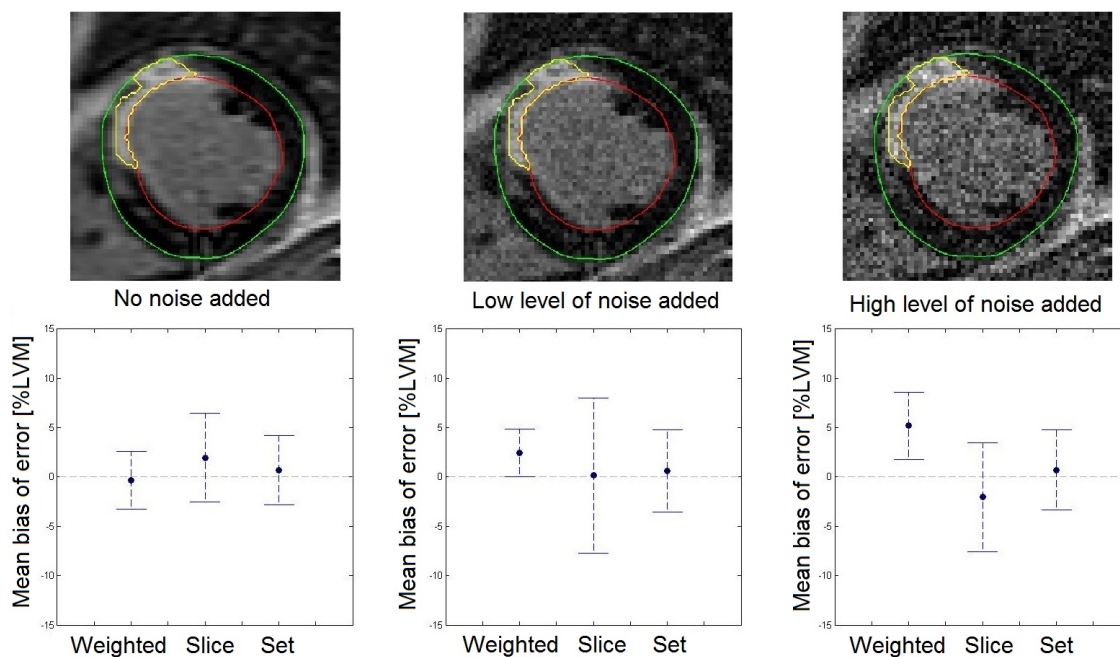 No noise added
Low level of noise added
High level of noise added
Mean bias of error [%LVM]
15
10
5
0
-5
-10
-15
Weighted Slice Set
Mean bias of error [%LVM]
15
10
5
0
-5
-10
-15
Weighted Slice Set
Mean bias of error [%LVM]
15
10
5
0
-5
-10
-15
Weighted Slice Set